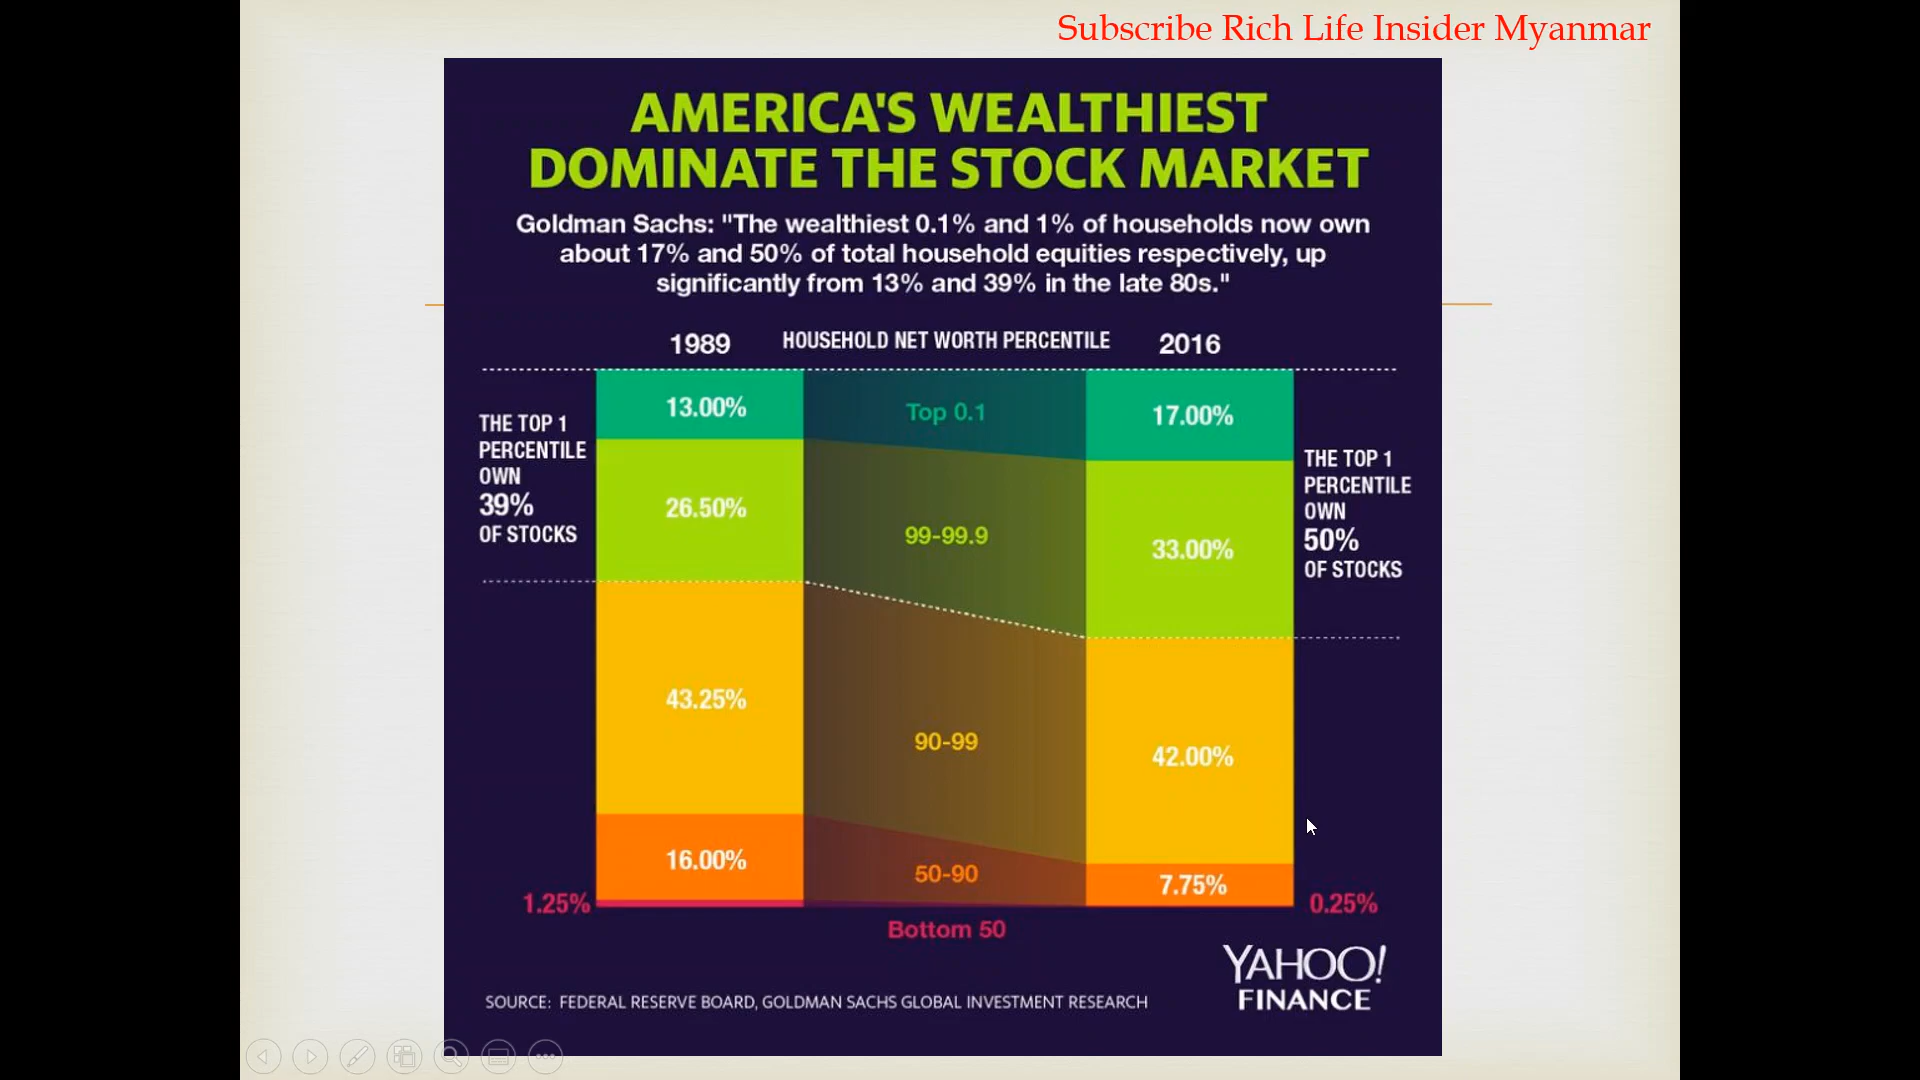 Subscribe Rich Life Insider Myanmar
AMERICA'S WEALTHIEST
DOMINATE THE STOCK MARKET
Goldman Sachs: "The wealthiest 0.1% and 1% of households now own
about 17% and 50% of total household equities respectively, up
significantly from 13% and 39% in the late 80s."
1989
HOUSEHOLD NET WORTH PERCENTILE
2016
THE TOP 1
PERCENTILE
OWN
39%
OF STOCKS
13.00%
Top 0.1
17.00%
26.50%
99-99.9
33.00%
THE TOP 1
PERCENTILE
OWN
50%
OF STOCKS
43.25%
90-99
42.00%
16.00%
50-90
7.75%
1.25%
Bottom 50
0.25%
YAHOO!
FINANCE
SOURCE: FEDERAL RESERVE BOARD, GOLDMAN SACHS GLOBAL INVESTMENT RESEARCH